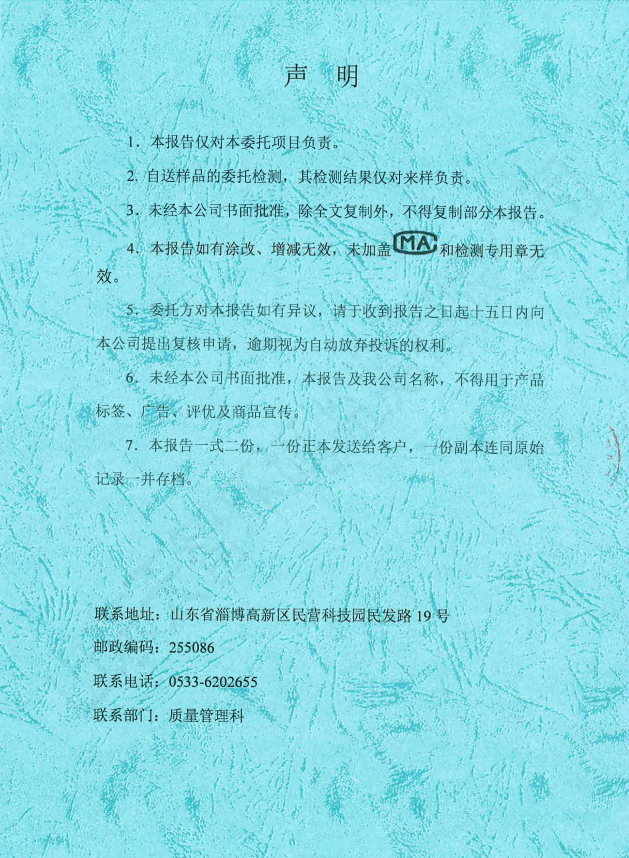 声 明
1．本报告仅对本委托项目负责。
2. 自送样品的委托检测，其检测结果仅对来样负责。
3．未经本公司书面批准，除全文复制外，不得复制部分本报告。
4．本报告如有涂改、增减无效，未加盖 MA 和检测专用章无
效。
5．委托方对本报告如有异议，请于收到报告之日起十五日内向
本公司提出复核申请，逾期视为自动放弃投诉的权利。
6．未经本公司书面批准，本报告及我公司名称，不得用于产品
标签、广告、评优及商品宣传。
7．本报告一式二份，一份正本发送给客户，一份副本连同原始
记录一并存档。
联系地址：山东省淄博高新区民营科技园民发路 19 号
邮政编码：255086
联系电话：0533-6202655
联系部门：质量管理科